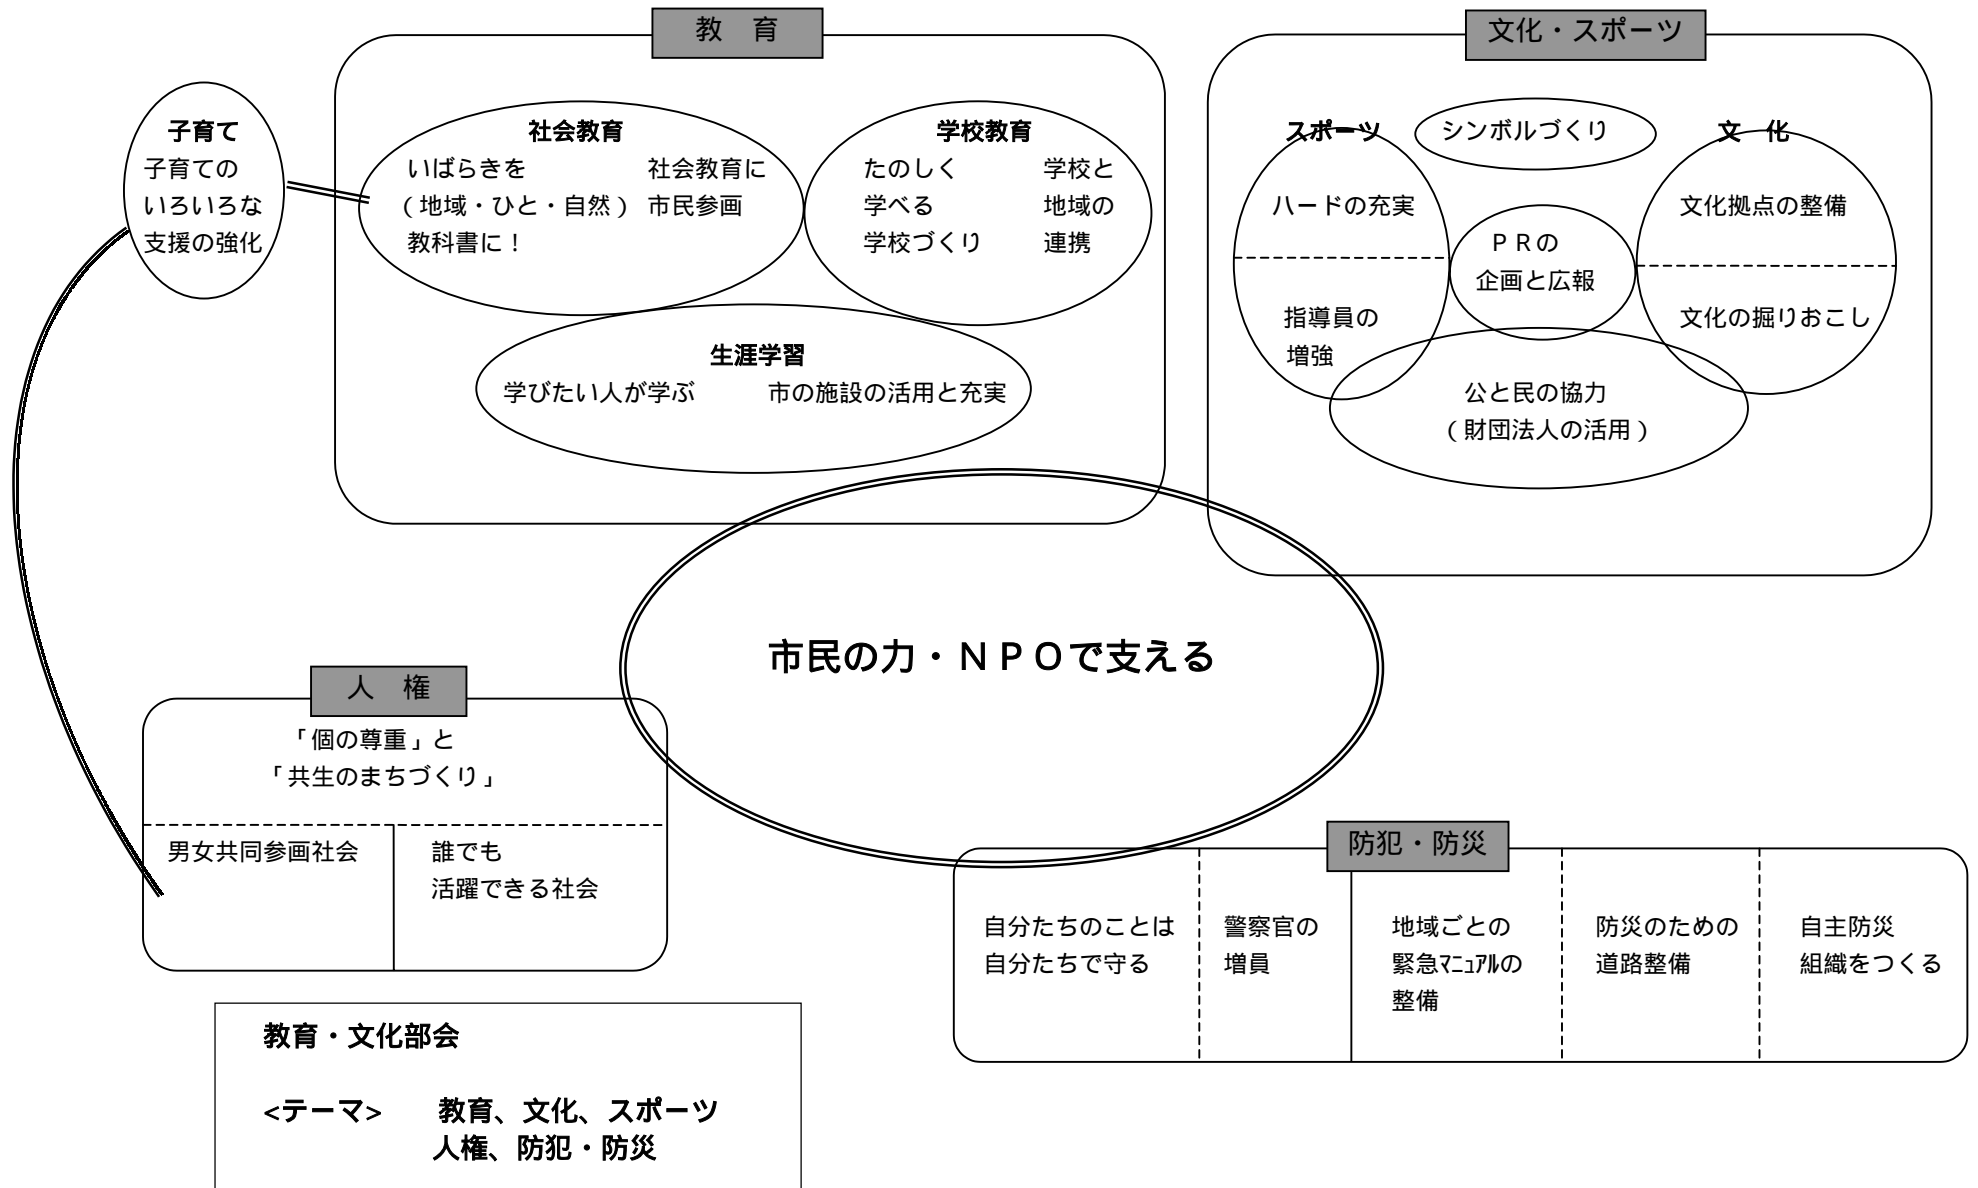 教　育
文化・スポーツ
子育て
子育ての
いろいろな
支援の強化
社会教育
いばらきを
（地域・ひと・自然）
教科書に！
社会教育に
市民参画
学校教育
たのしく
学べる
学校づくり
学校と
地域の
連携
生涯学習
学びたい人が学ぶ
市の施設の活用と充実
スポーツ
ハードの充実
指導員の
増強
シンボルづくり
ＰＲの
企画と広報
文　化
文化拠点の整備
文化の掘りおこし
公と民の協力
（財団法人の活用）
市民の力・ＮＰＯで支える
人　権
「個の尊重」と
「共生のまちづくり」
男女共同参画社会
誰でも
活躍できる社会
防犯・防災
自分たちのことは
自分たちで守る
警察官の
増員
地域ごとの
緊急ﾏﾆｭｱﾙの
整備
防災のための
道路整備
自主防災
組織をつくる
教育・文化部会
<テーマ>　　教育、文化、スポーツ
人権、防犯・防災